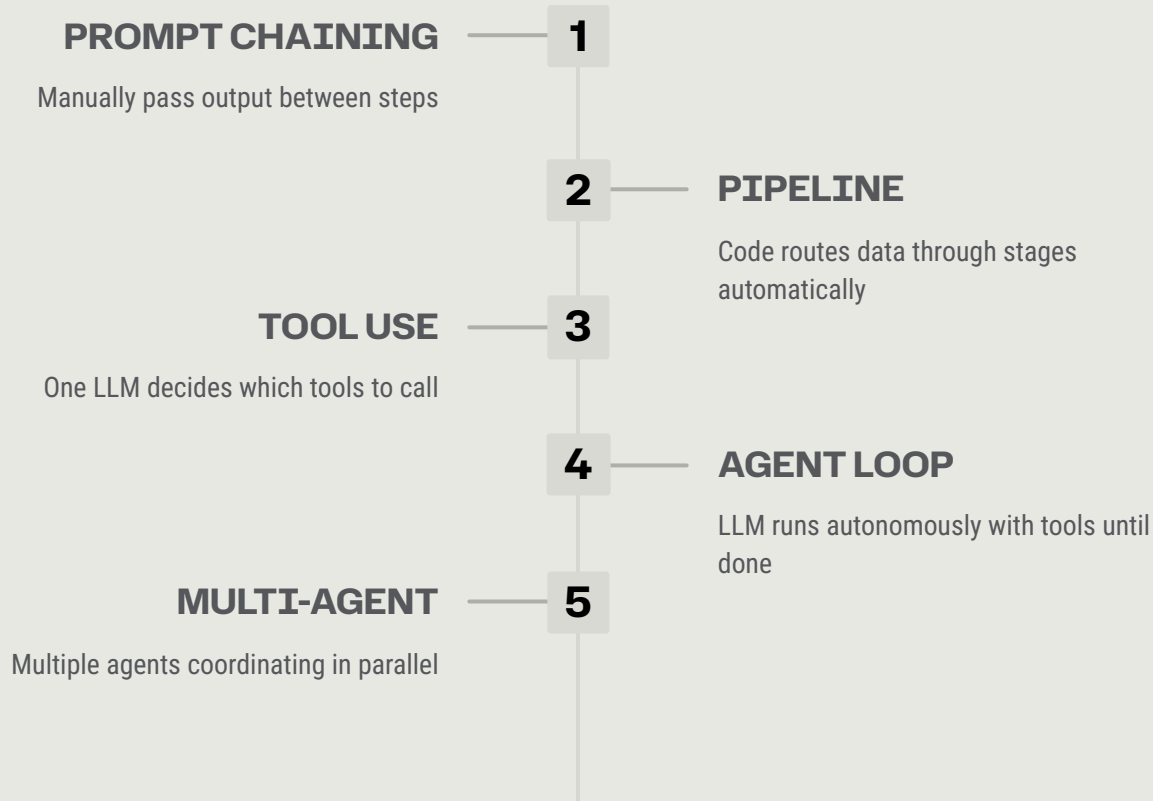 PROMPT CHAINING
1
Manually pass output between steps
2
PIPELINE
Code routes data through stages
automatically
TOOL USE
3
One LLM decides which tools to call
4
AGENT LOOP
LLM runs autonomously with tools until
done
MULTI-AGENT
5
Multiple agents coordinating in parallel